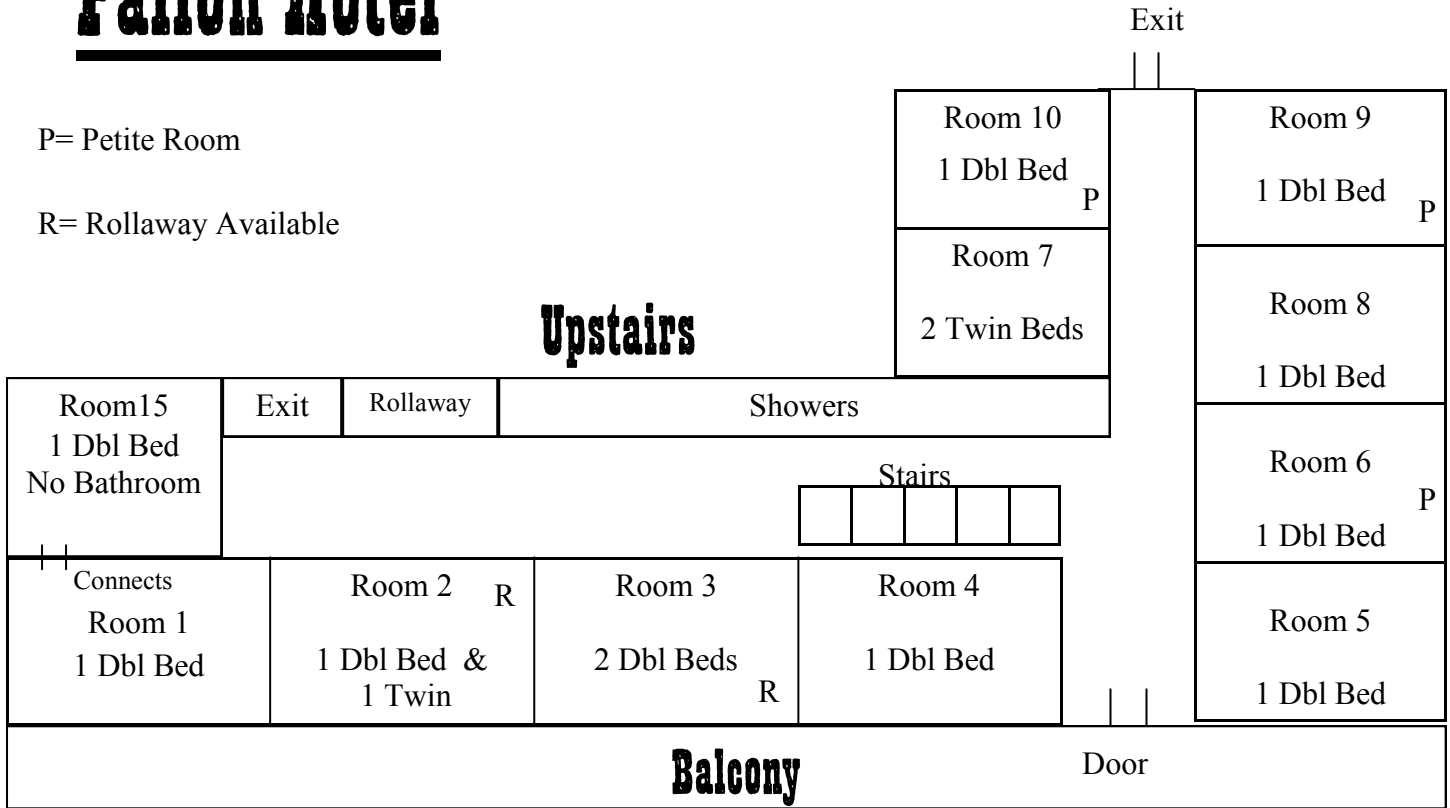 Fallon Hotel
Exit
P= Petite Room
R= Rollaway Available
Room 10
1 Dbl Bed
P
Room 9
1 Dbl Bed
P
Room 7
2 Twin Beds
Room 8
1 Dbl Bed
Upstairs
Room15
1 Dbl Bed
No Bathroom
Exit
Rollaway
Showers
Stairs
Room 6
P
1 Dbl Bed
Connects
Room 1
1 Dbl Bed
Room 2
R
1 Dbl Bed &
1 Twin
Room 3
2 Dbl Beds
R
Room 4
1 Dbl Bed
Room 5
1 Dbl Bed
Balcony
Door